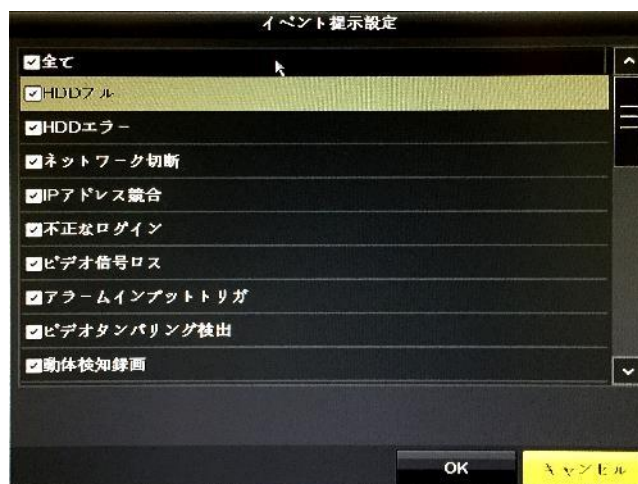 イベント提示設定
全て
HDDフル
HDDエラー
ネットワーク切断
IPアドレス競合
不正なログイン
ビデオ信号ロス
アラームインプットトリガ
ビデオタンパリング検出
動体検知録画
OK
キャンセル